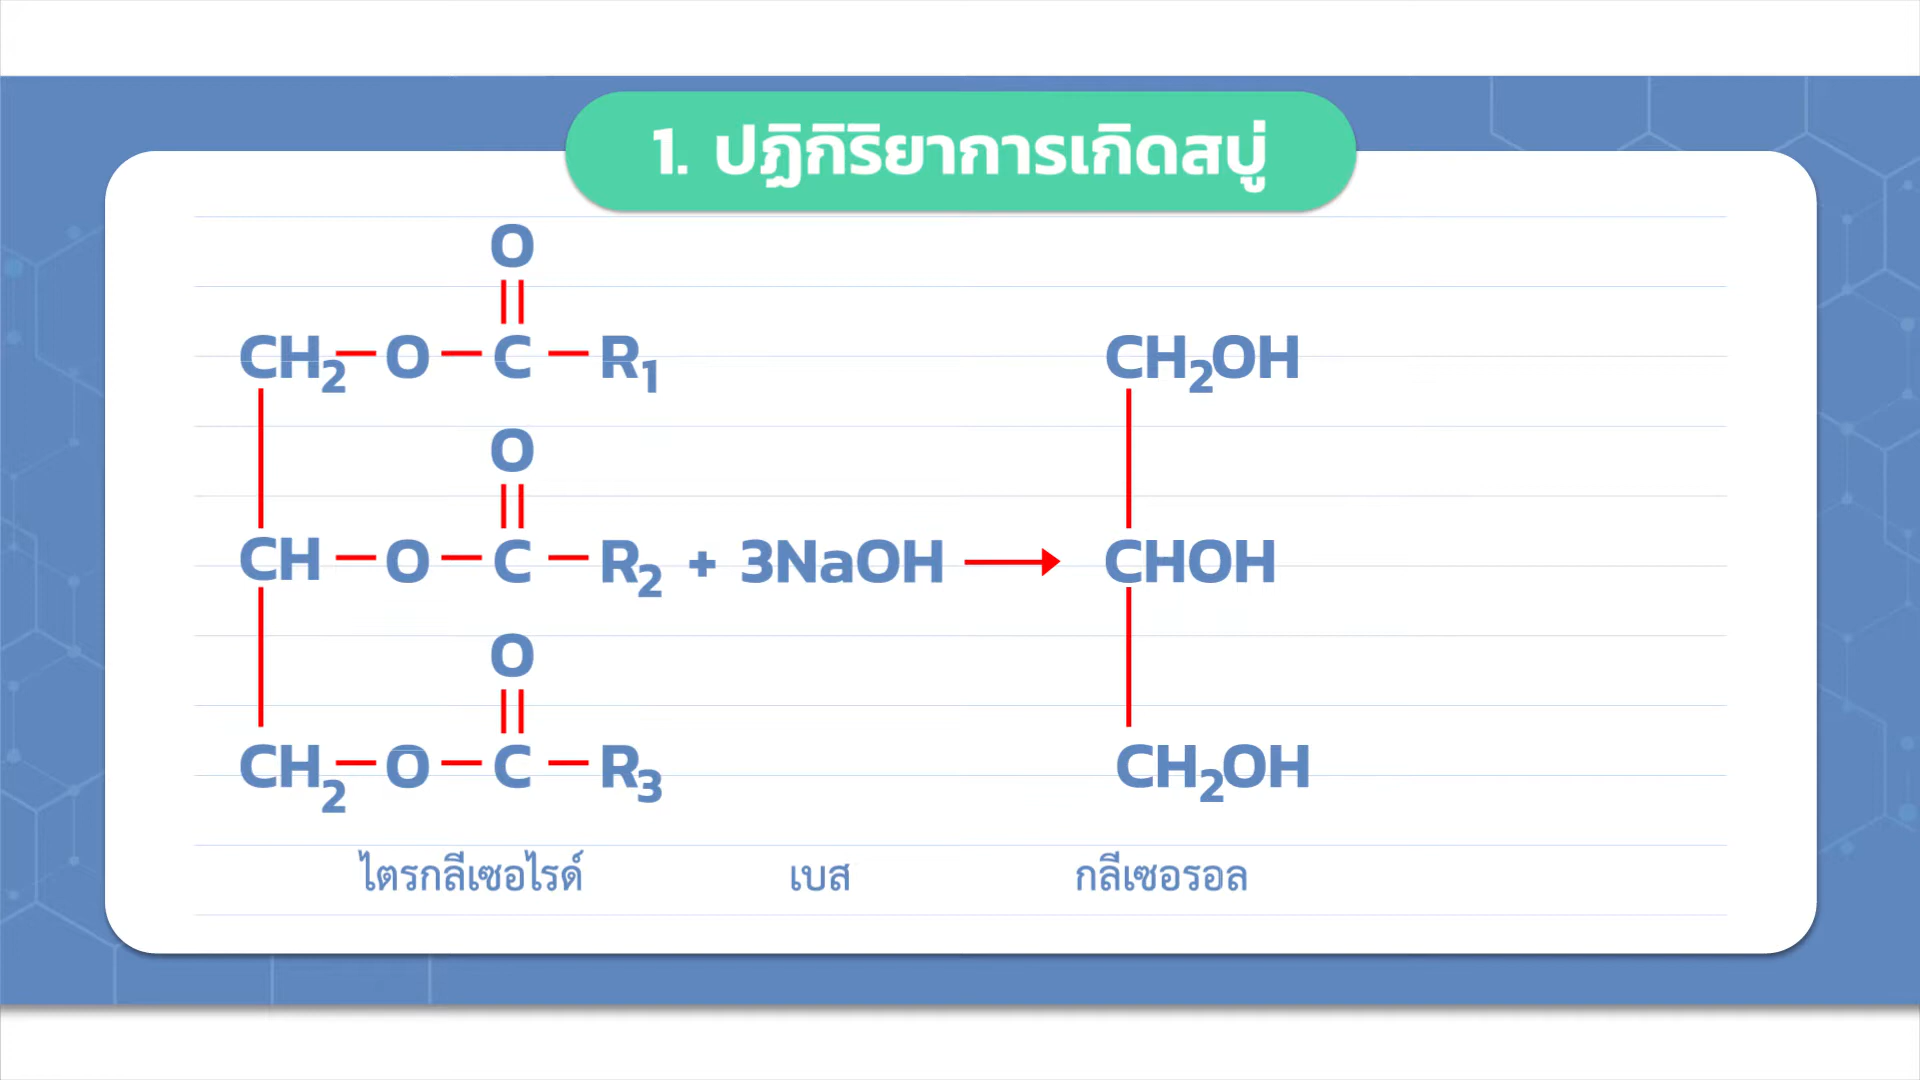 1. ปฏิกิริยาการเกิดสบู่
O
CH₂ O C R₁ CH₂OH
O
CH O C R₂ + 3NaOH CHOH
O
CH₂ O C R₃ CH₂OH
ไตรกลีเซอไรด์ เบส กลีเซอรอล